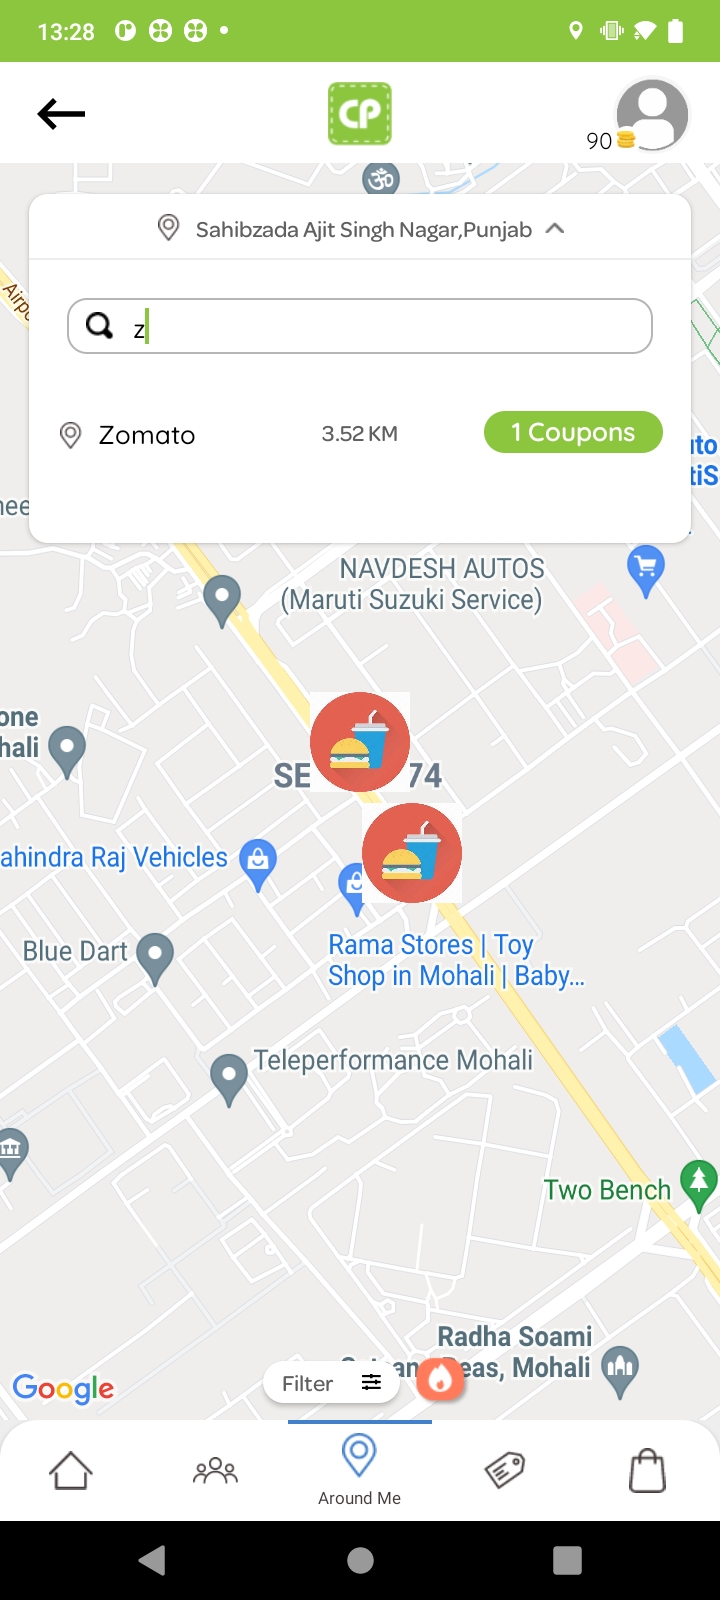 13:28
CP
90
Sahibzada Ajit Singh Nagar,Punjab
Airpo
z
Zomato 3.52 KM 1 Coupons
uto
tiS
nee
NAVDESH AUTOS
(Maruti Suzuki Service)
one
hali
SE 74
ahindra Raj Vehicles
Blue Dart
Rama Stores | Toy
Shop in Mohali | Baby...
Teleperformance Mohali
Two Bench
Radha Soami
eas, Mohali
Google
Filter
Around Me